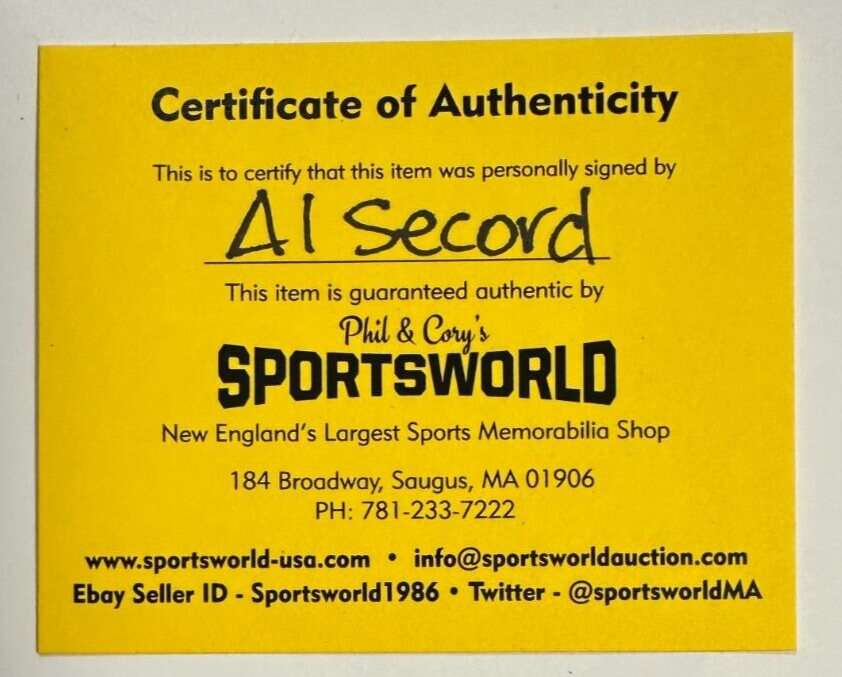 Certificate of Authenticity
This is to certify that this item was personally signed by
Al Secord
This item is guaranteed authentic by
Phil & Cory's
SPORTSWORLD
New England's Largest Sports Memorabilia Shop
184 Broadway, Saugus, MA 01906
PH: 781-233-7222
www.sportsworld-usa.com • info@sportsworldauction.com
Ebay Seller ID - Sportsworld1986 • Twitter - @sportsworldMA